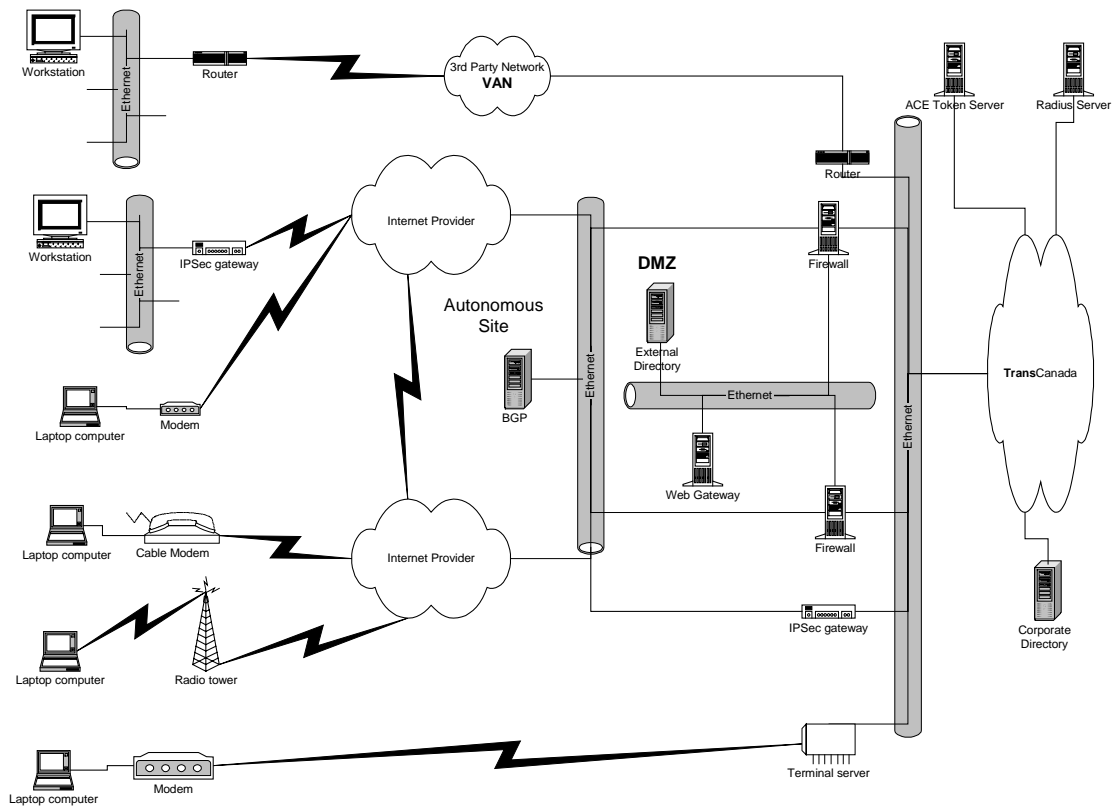 Workstation
Ethernet
Router
3rd Party Network
VAN
ACE Token Server
Radius Server
Router
Workstation
Ethernet
IPSec gateway
Internet Provider
Firewall
DMZ
External
Directory
Autonomous
Site
BGP
Ethernet
Ethernet
Ethernet
TransCanada
Laptop computer
Modem
Web Gateway
Laptop computer
Cable Modem
Internet Provider
Firewall
IPSec gateway
Corporate
Directory
Laptop computer
Radio tower
Terminal server
Laptop computer
Modem